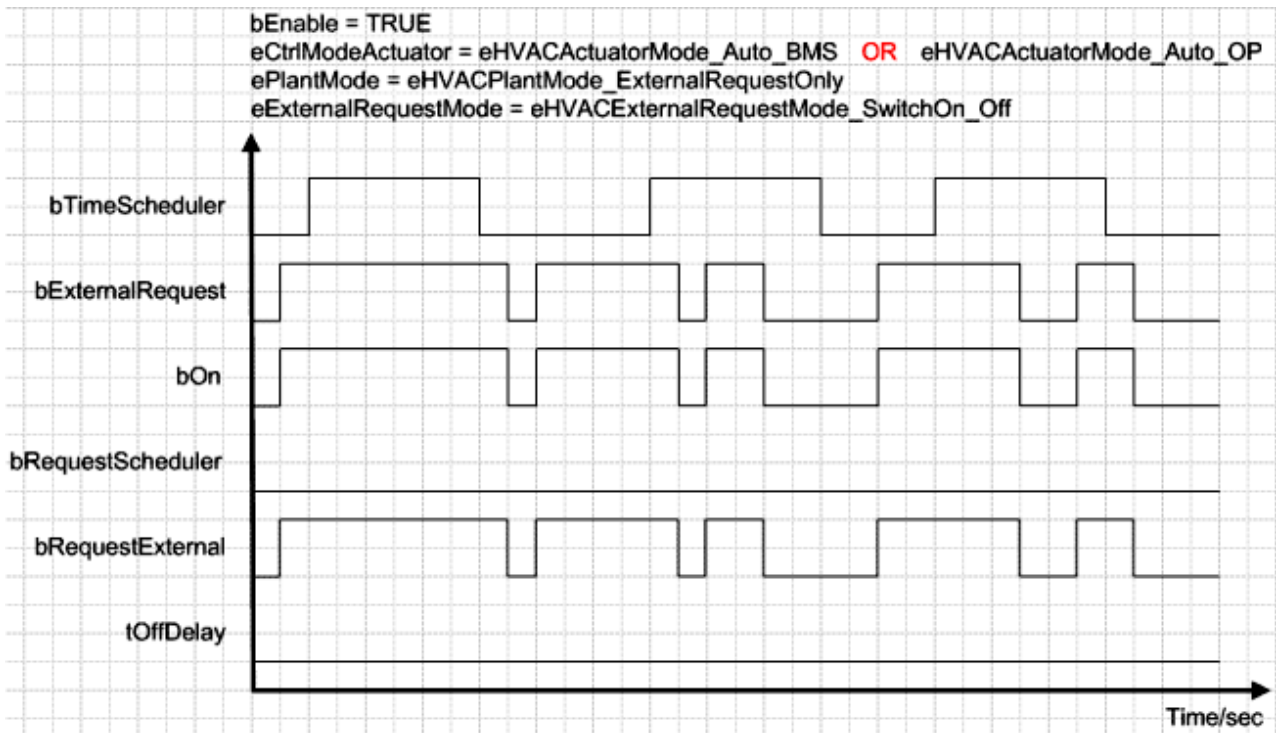 bEnable = TRUE
eCtrlModeActuator = eHVACActuatorMode_Auto_BMS OR eHVACActuatorMode_Auto_OP
ePlantMode = eHVACPlantMode_ExternalRequestOnly
eExternalRequestMode = eHVACExternalRequestMode_SwitchOn_Off
bTimeScheduler
bExternalRequest
bOn
bRequestScheduler
bRequestExternal
tOffDelay
Time/sec